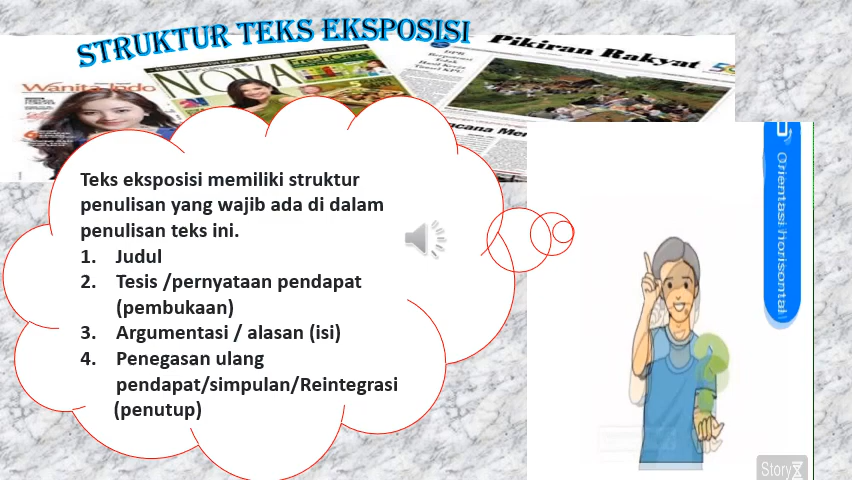 STRUKTUR TEKS EKSPOSISI
Wanita Indo
NOVA
Pikiran Rakyat
Teks eksposisi memiliki struktur
penulisan yang wajib ada di dalam
penulisan teks ini.
1. Judul
2. Tesis /pernyataan pendapat
(pembukaan)
3. Argumentasi / alasan (isi)
4. Penegasan ulang
pendapat/simpulan/Reintegrasi
(penutup)
Orientasi horisontal
Story